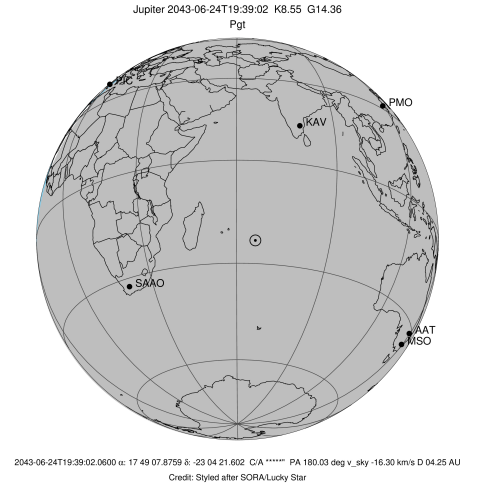 Jupiter 2043-06-24T19:39:02 K8.55 G14.36
Pgt
PMO
KAV
SAAO
AAT
MSO
2043-06-24T19:39:02.0600 α: 17 49 07.8759 δ: -23 04 21.602 C/A *****" PA 180.03 deg v_sky -16.30 km/s D 04.25 AU
Credit: Styled after SORA/Lucky Star